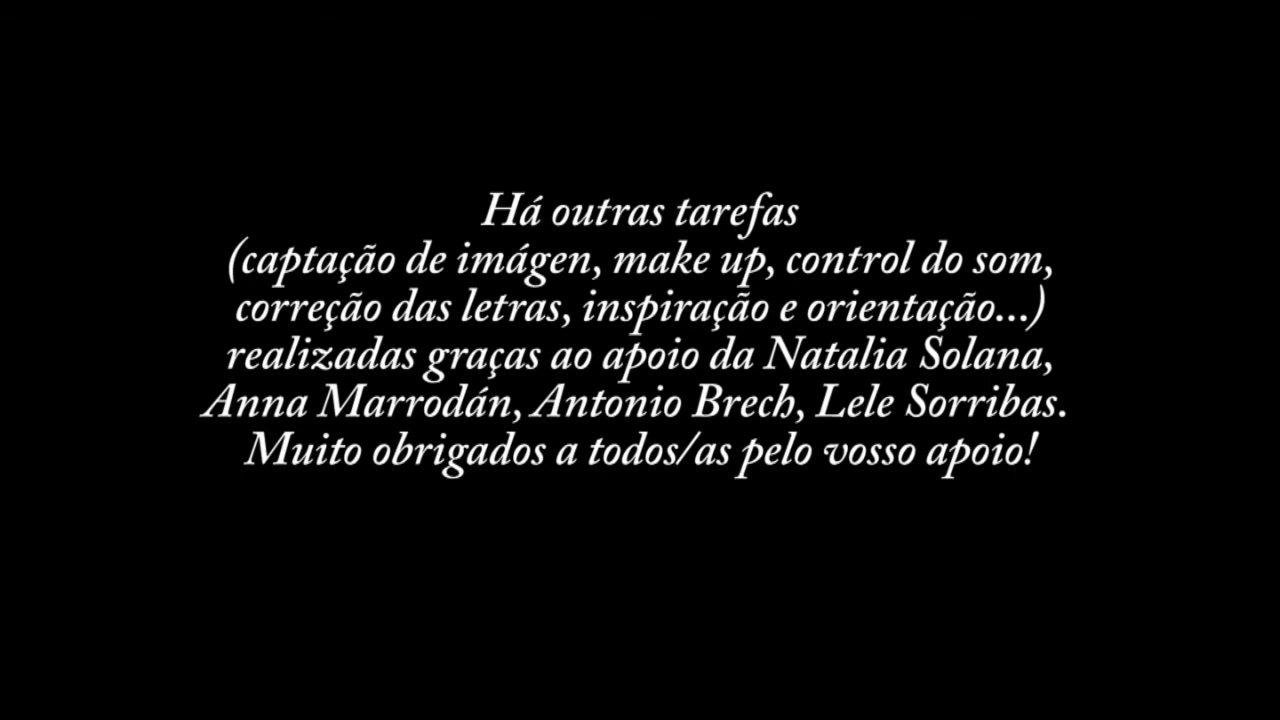 Há outras tarefas
(captação de imágen, make up, control do som,
correção das letras, inspiração e orientação...)
realizadas graças ao apoio da Natalia Solana,
Anna Marrodán, Antonio Brech, Lele Sorribas.
Muito obrigados a todos/as pelo vosso apoio!